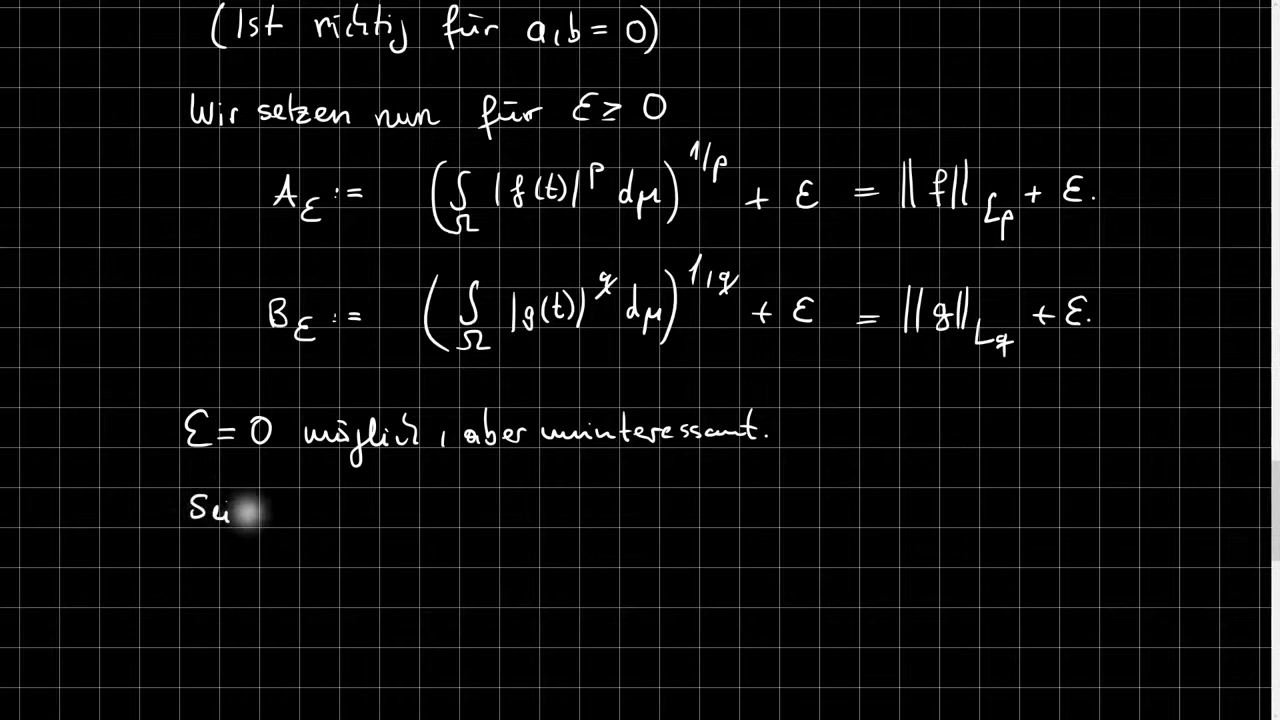 (Ist richtig für a,b = 0)
Wir setzen nun für ε ≥ 0
A_ε := (∫_Ω |f(t)|^p dμ)^{1/p} + ε = ||f||_{L_p} + ε.
B_ε := (∫_Ω |g(t)|^q dμ)^{1/q} + ε = ||g||_{L_q} + ε.
ε = 0 möglich, aber uninteressant.
Sei